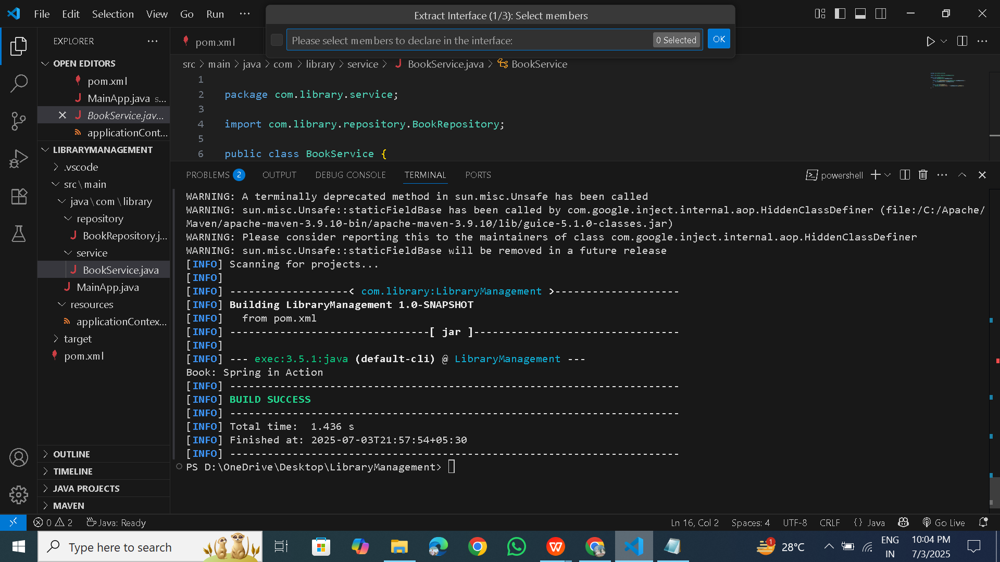 File Edit Selection View Go Run ···
Extract Interface (1/3): Select members
Please select members to declare in the interface:
0 Selected
OK
EXPLORER
OPEN EDITORS
pom.xml
MainApp.java s...
BookService.jav...
applicationCont...
LIBRARYMANAGEMENT
.vscode
src\main
java\com\library
repository
BookRepository.j...
service
BookService.java
MainApp.java
resources
applicationContex...
target
pom.xml
OUTLINE
TIMELINE
JAVA PROJECTS
MAVEN
pom.xml
src > main > java > com > library > service > BookService.java > BookService
1
2 package com.library.service;
3
4 import com.library.repository.BookRepository;
5
6 public class BookService {
PROBLEMS 2 OUTPUT DEBUG CONSOLE TERMINAL PORTS
powershell
WARNING: A terminally deprecated method in sun.misc.Unsafe has been called
WARNING: sun.misc.Unsafe::staticFieldBase has been called by com.google.inject.internal.aop.HiddenClassDefiner (file:/C:/Apache/
Maven/apache-maven-3.9.10-bin/apache-maven-3.9.10/lib/guice-5.1.0-classes.jar)
WARNING: Please consider reporting this to the maintainers of class com.google.inject.internal.aop.HiddenClassDefiner
WARNING: sun.misc.Unsafe::staticFieldBase will be removed in a future release
[INFO] Scanning for projects...
[INFO]
[INFO] -------------------< com.library:LibraryManagement >--------------------
[INFO] Building LibraryManagement 1.0-SNAPSHOT
[INFO]   from pom.xml
[INFO] --------------------------------[ jar ]---------------------------------
[INFO]
[INFO] --- exec:3.5.1:java (default-cli) @ LibraryManagement ---
Book: Spring in Action
[INFO] ------------------------------------------------------------------------
[INFO] BUILD SUCCESS
[INFO] ------------------------------------------------------------------------
[INFO] Total time:  1.436 s
[INFO] Finished at: 2025-07-03T21:57:54+05:30
[INFO] ------------------------------------------------------------------------
PS D:\OneDrive\Desktop\LibraryManagement>
0 2 Java: Ready
Ln 16, Col 2 Spaces: 4 UTF-8 CRLF {} Java Go Live
Type here to search
1
28°C
ENG
IN
10:04 PM
7/3/2025